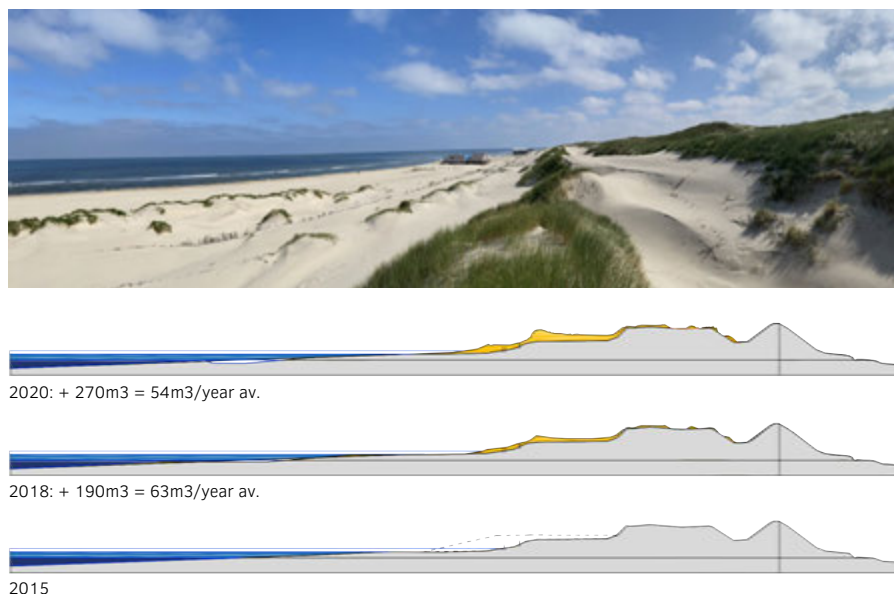 2020: + 270m3 = 54m3/year av.
2018: + 190m3 = 63m3/year av.
2015